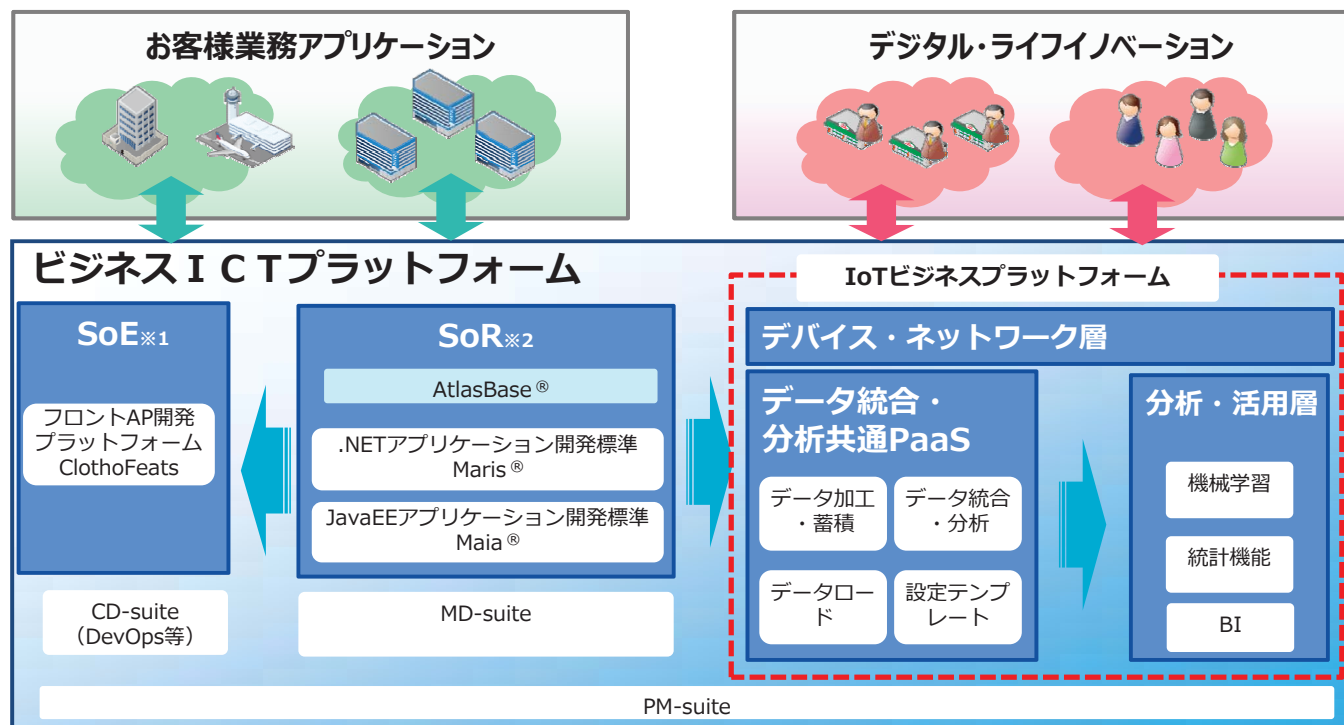 お客様業務アプリケーション
デジタル・ライフイノベーション
ビジネスＩＣＴプラットフォーム
IoTビジネスプラットフォーム
SoE※1
フロントAP開発
プラットフォーム
ClothoFeats
CD-suite
（DevOps等）
SoR※2
AtlasBase®
.NETアプリケーション開発標準
Maris®
JavaEEアプリケーション開発標準
Maia®
MD-suite
デバイス・ネットワーク層
データ統合・
分析共通PaaS
データ加工
・蓄積
データ統合
・分析
データロー
ド
設定テンプ
レート
分析・活用層
機械学習
統計機能
BI
PM-suite